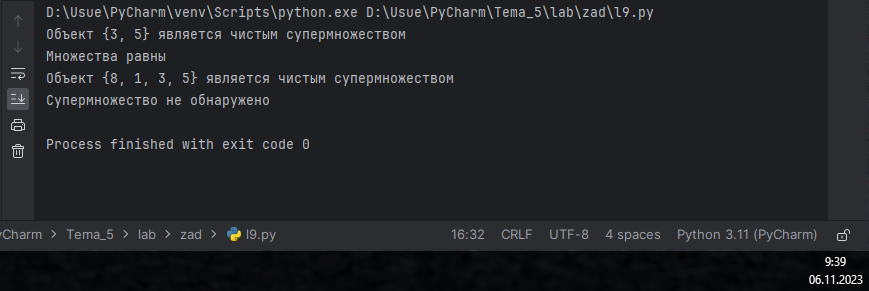 D:\Usue\PyCharm\venv\Scripts\python.exe D:\Usue\PyCharm\Tema_5\lab\zad\l9.py
Объект {3, 5} является чистым супермножеством
Множества равны
Объект {8, 1, 3, 5} является чистым супермножеством
Супермножество не обнаружено
Process finished with exit code 0
yCharm > Tema_5 > lab > zad > l9.py 16:32 CRLF UTF-8 4 spaces Python 3.11 (PyCharm)
9:39
06.11.2023